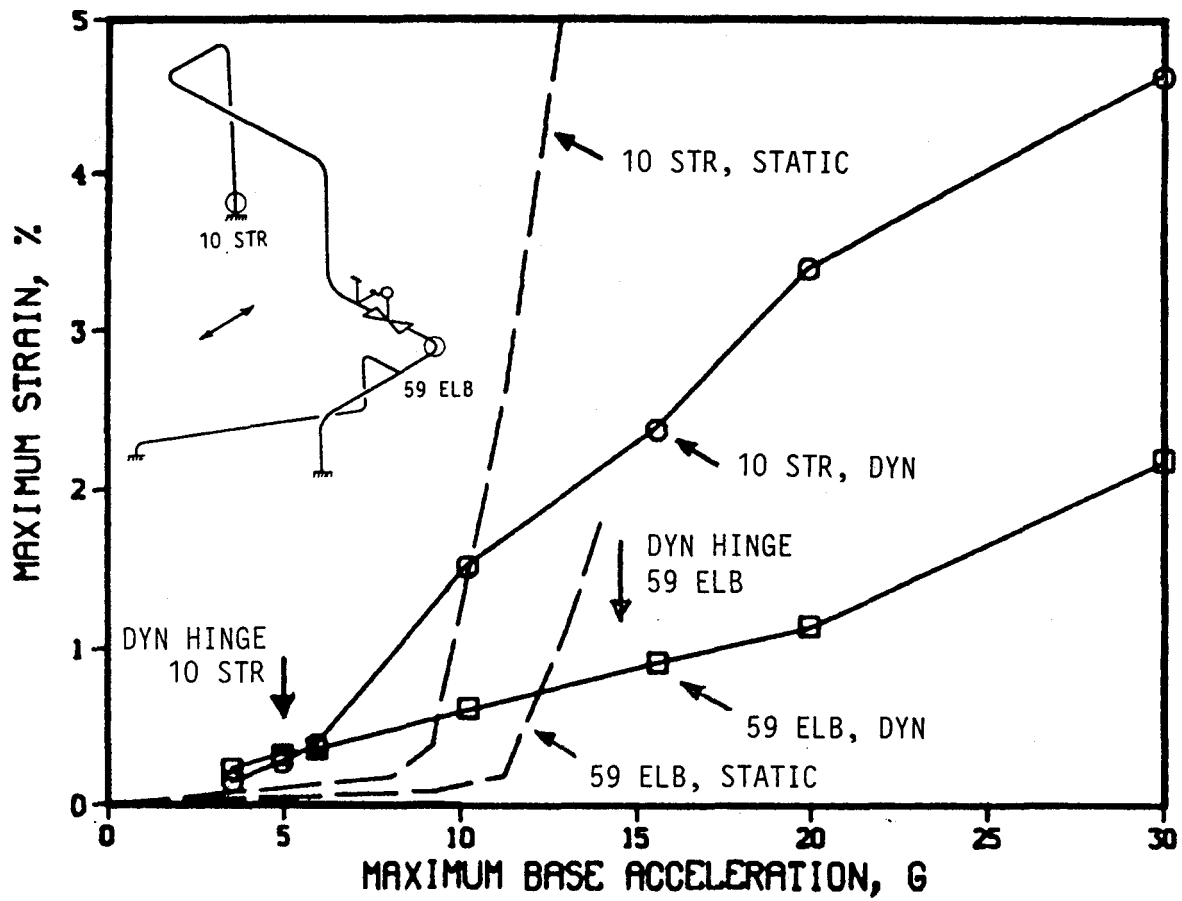 5
4
3
2
1
0
MAXIMUM STRAIN, %
10 STR
59 ELB
10 STR, STATIC
10 STR, DYN
DYN HINGE
59 ELB
DYN HINGE
10 STR
59 ELB, DYN
59 ELB, STATIC
0 5 10 15 20 25 30
MAXIMUM BASE ACCELERATION, G